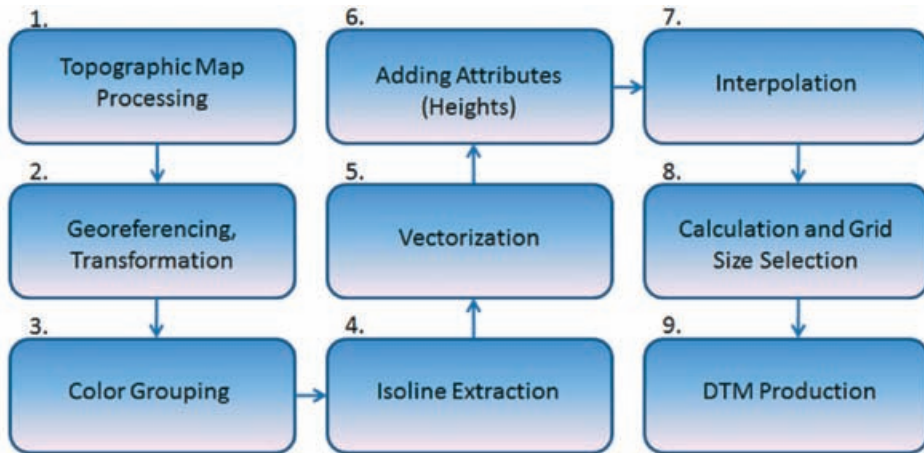 1.
Topographic Map
Processing
2.
Georeferencing,
Transformation
3.
Color Grouping
4.
Isoline Extraction
5.
Vectorization
6.
Adding Attributes
(Heights)
7.
Interpolation
8.
Calculation and Grid
Size Selection
9.
DTM Production